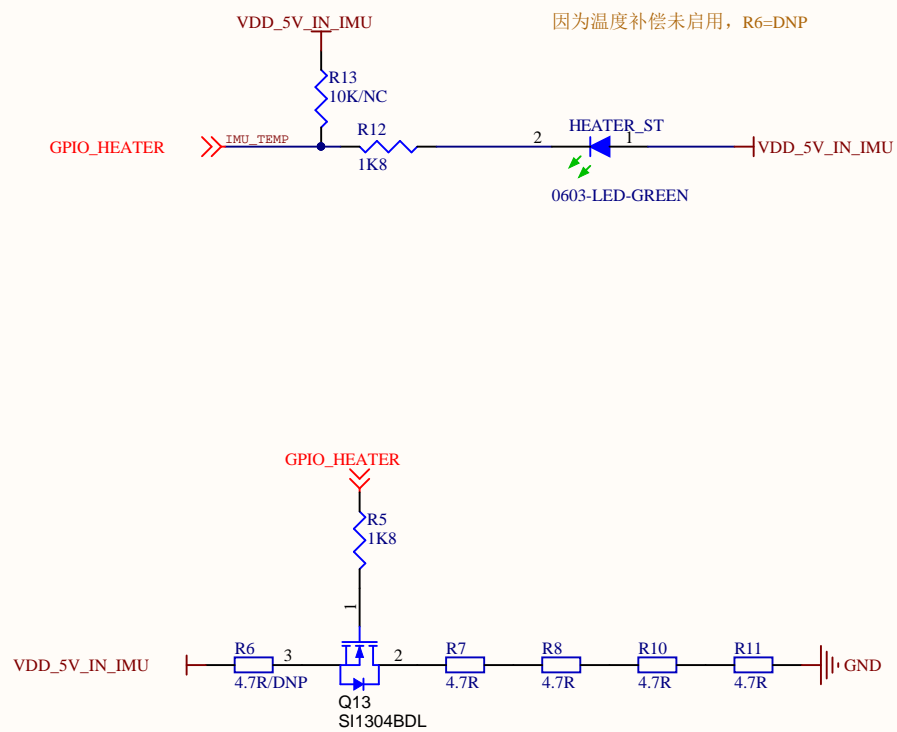 VDD_5V_IN_IMU
因为温度补偿未启用，R6=DNP
R13
10K/NC
GPIO_HEATER
IMU_TEMP
R12
1K8
2
HEATER_ST
1
VDD_5V_IN_IMU
0603-LED-GREEN
GPIO_HEATER
R5
1K8
1
VDD_5V_IN_IMU
R6
4.7R/DNP
3
2
Q13
SI1304BDL
R7
4.7R
R8
4.7R
R10
4.7R
R11
4.7R
GND